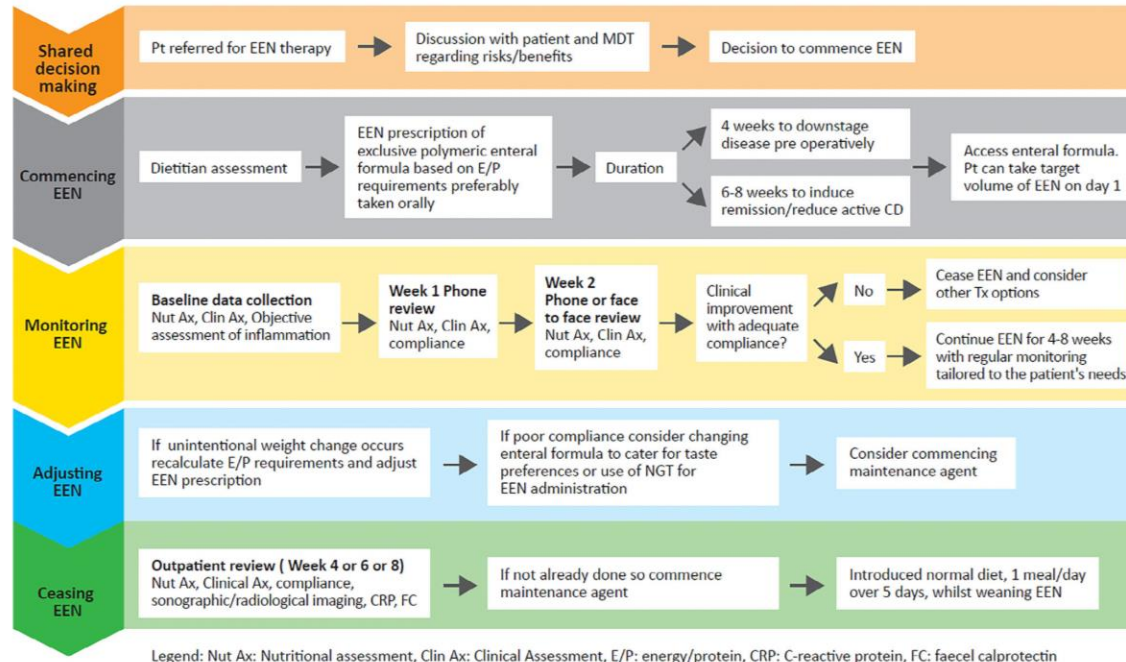 Shared
decision
making
Pt referred for EEN therapy
Discussion with patient and MDT
regarding risks/benefits
Decision to commence EEN
Commencing
EEN
Dietitian assessment
EEN prescription of
exclusive polymeric enteral
formula based on E/P
requirements preferably
taken orally
Duration
4 weeks to downstage
disease pre operatively
6-8 weeks to induce
remission/reduce active CD
Access enteral formula.
Pt can take target
volume of EEN on day 1
Monitoring
EEN
Baseline data collection
Nut Ax, Clin Ax, Objective
assessment of inflammation
Week 1 Phone
review
Nut Ax, Clin Ax,
compliance
Week 2
Phone or face
to face review
Nut Ax, Clin Ax,
compliance
Clinical
improvement
with adequate
compliance?
No
Cease EEN and consider
other Tx options
Yes
Continue EEN for 4-8 weeks
with regular monitoring
tailored to the patient's needs
Adjusting
EEN
If unintentional weight change occurs
recalculate E/P requirements and adjust
EEN prescription
If poor compliance consider changing
enteral formula to cater for taste
preferences or use of NGT for
EEN administration
Consider commencing
maintenance agent
Ceasing
EEN
Outpatient review ( Week 4 or 6 or 8)
Nut Ax, Clinical Ax, compliance,
sonographic/radiological imaging, CRP, FC
If not already done so commence
maintenance agent
Introduced normal diet, 1 meal/day
over 5 days, whilst weaning EEN
Legend: Nut Ax: Nutritional assessment, Clin Ax: Clinical Assessment, E/P: energy/protein, CRP: C-reactive protein, FC: faecel calprotectin